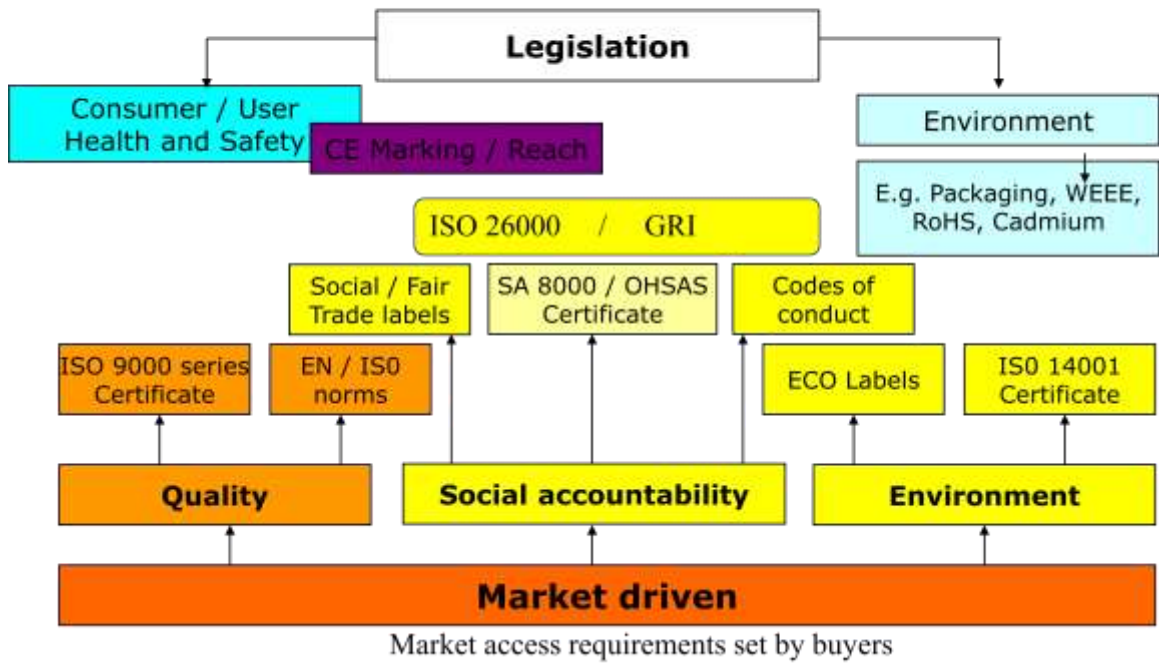 Legislation
Consumer / User
Health and Safety
CE Marking / Reach
Environment
E.g. Packaging, WEEE,
RoHS, Cadmium
ISO 26000 / GRI
Social / Fair
Trade labels
SA 8000 / OHSAS
Certificate
Codes of
conduct
ISO 9000 series
Certificate
EN / IS0
norms
ECO Labels
IS0 14001
Certificate
Quality
Social accountability
Environment
Market driven
Market access requirements set by buyers